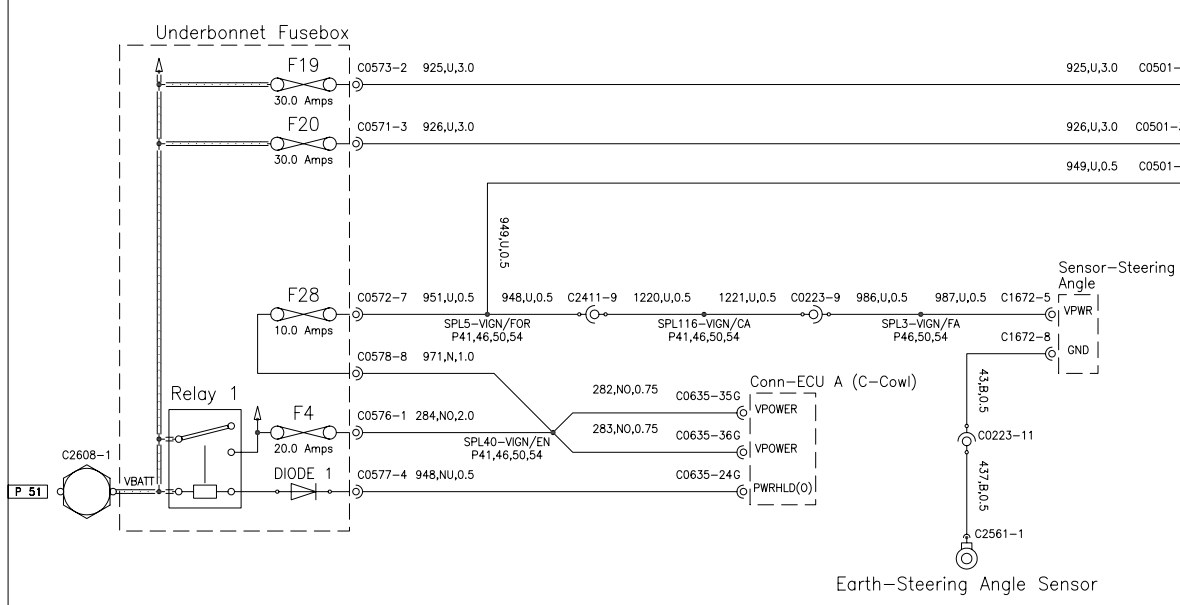 Underbonnet Fusebox
F19
C0573-2 925,U,3.0
925,U,3.0 C0501-
30.0 Amps
F20
C0571-3 926,U,3.0
926,U,3.0 C0501-
30.0 Amps
949,U,0.5 C0501-
949,U,0.5
Sensor-Steering
Angle
F28
C0572-7 951,U,0.5 948,U,0.5 C2411-9 1220,U,0.5 1221,U,0.5 C0223-9 986,U,0.5 987,U,0.5 C1672-5
VPWR
10.0 Amps
SPL5-VIGN/FOR
P41,46,50,54
SPL116-VIGN/CA
P41,46,50,54
SPL3-VIGN/FA
P46,50,54
C1672-8
GND
C0578-8 971,N,1.0
Conn-ECU A (C-Cowl)
Relay 1
282,NO,0.75 C0635-35G
VPOWER
43,B,0.5
F4
C0576-1 284,NO,2.0
20.0 Amps
283,NO,0.75 C0635-36G
VPOWER
SPL40-VIGN/EN
P41,46,50,54
C0223-11
C2608-1
VBATT
DIODE 1
C0577-4 948,NU,0.5
C0635-24G
PWRHLD(O)
P 51
437,B,0.5
C2561-1
Earth-Steering Angle Sensor